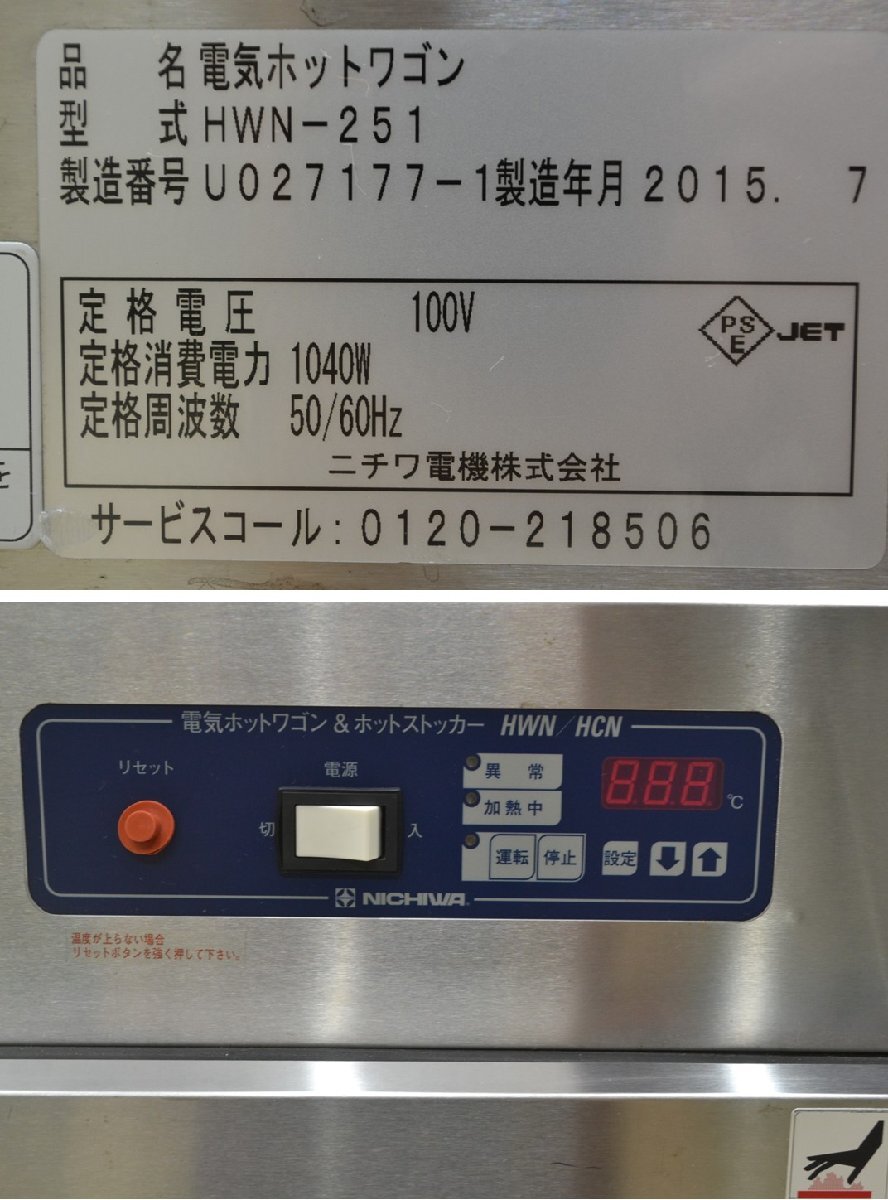 品 名 電気ホットワゴン
型 式 HWN-251
製造番号 U027177-1 製造年月 2015. 7
定格電圧 100V
定格消費電力 1040W
定格周波数 50/60Hz
PS E JET
ニチワ電機株式会社
サービスコール:0120-218506
を
電気ホットワゴン&ホットストッカー HWN/HCN
リセット
電源
切
入
異 常
加熱中
運転 停止
888 ℃
設定
NICHIWA
温度が上らない場合
リセットボタンを強く押して下さい。